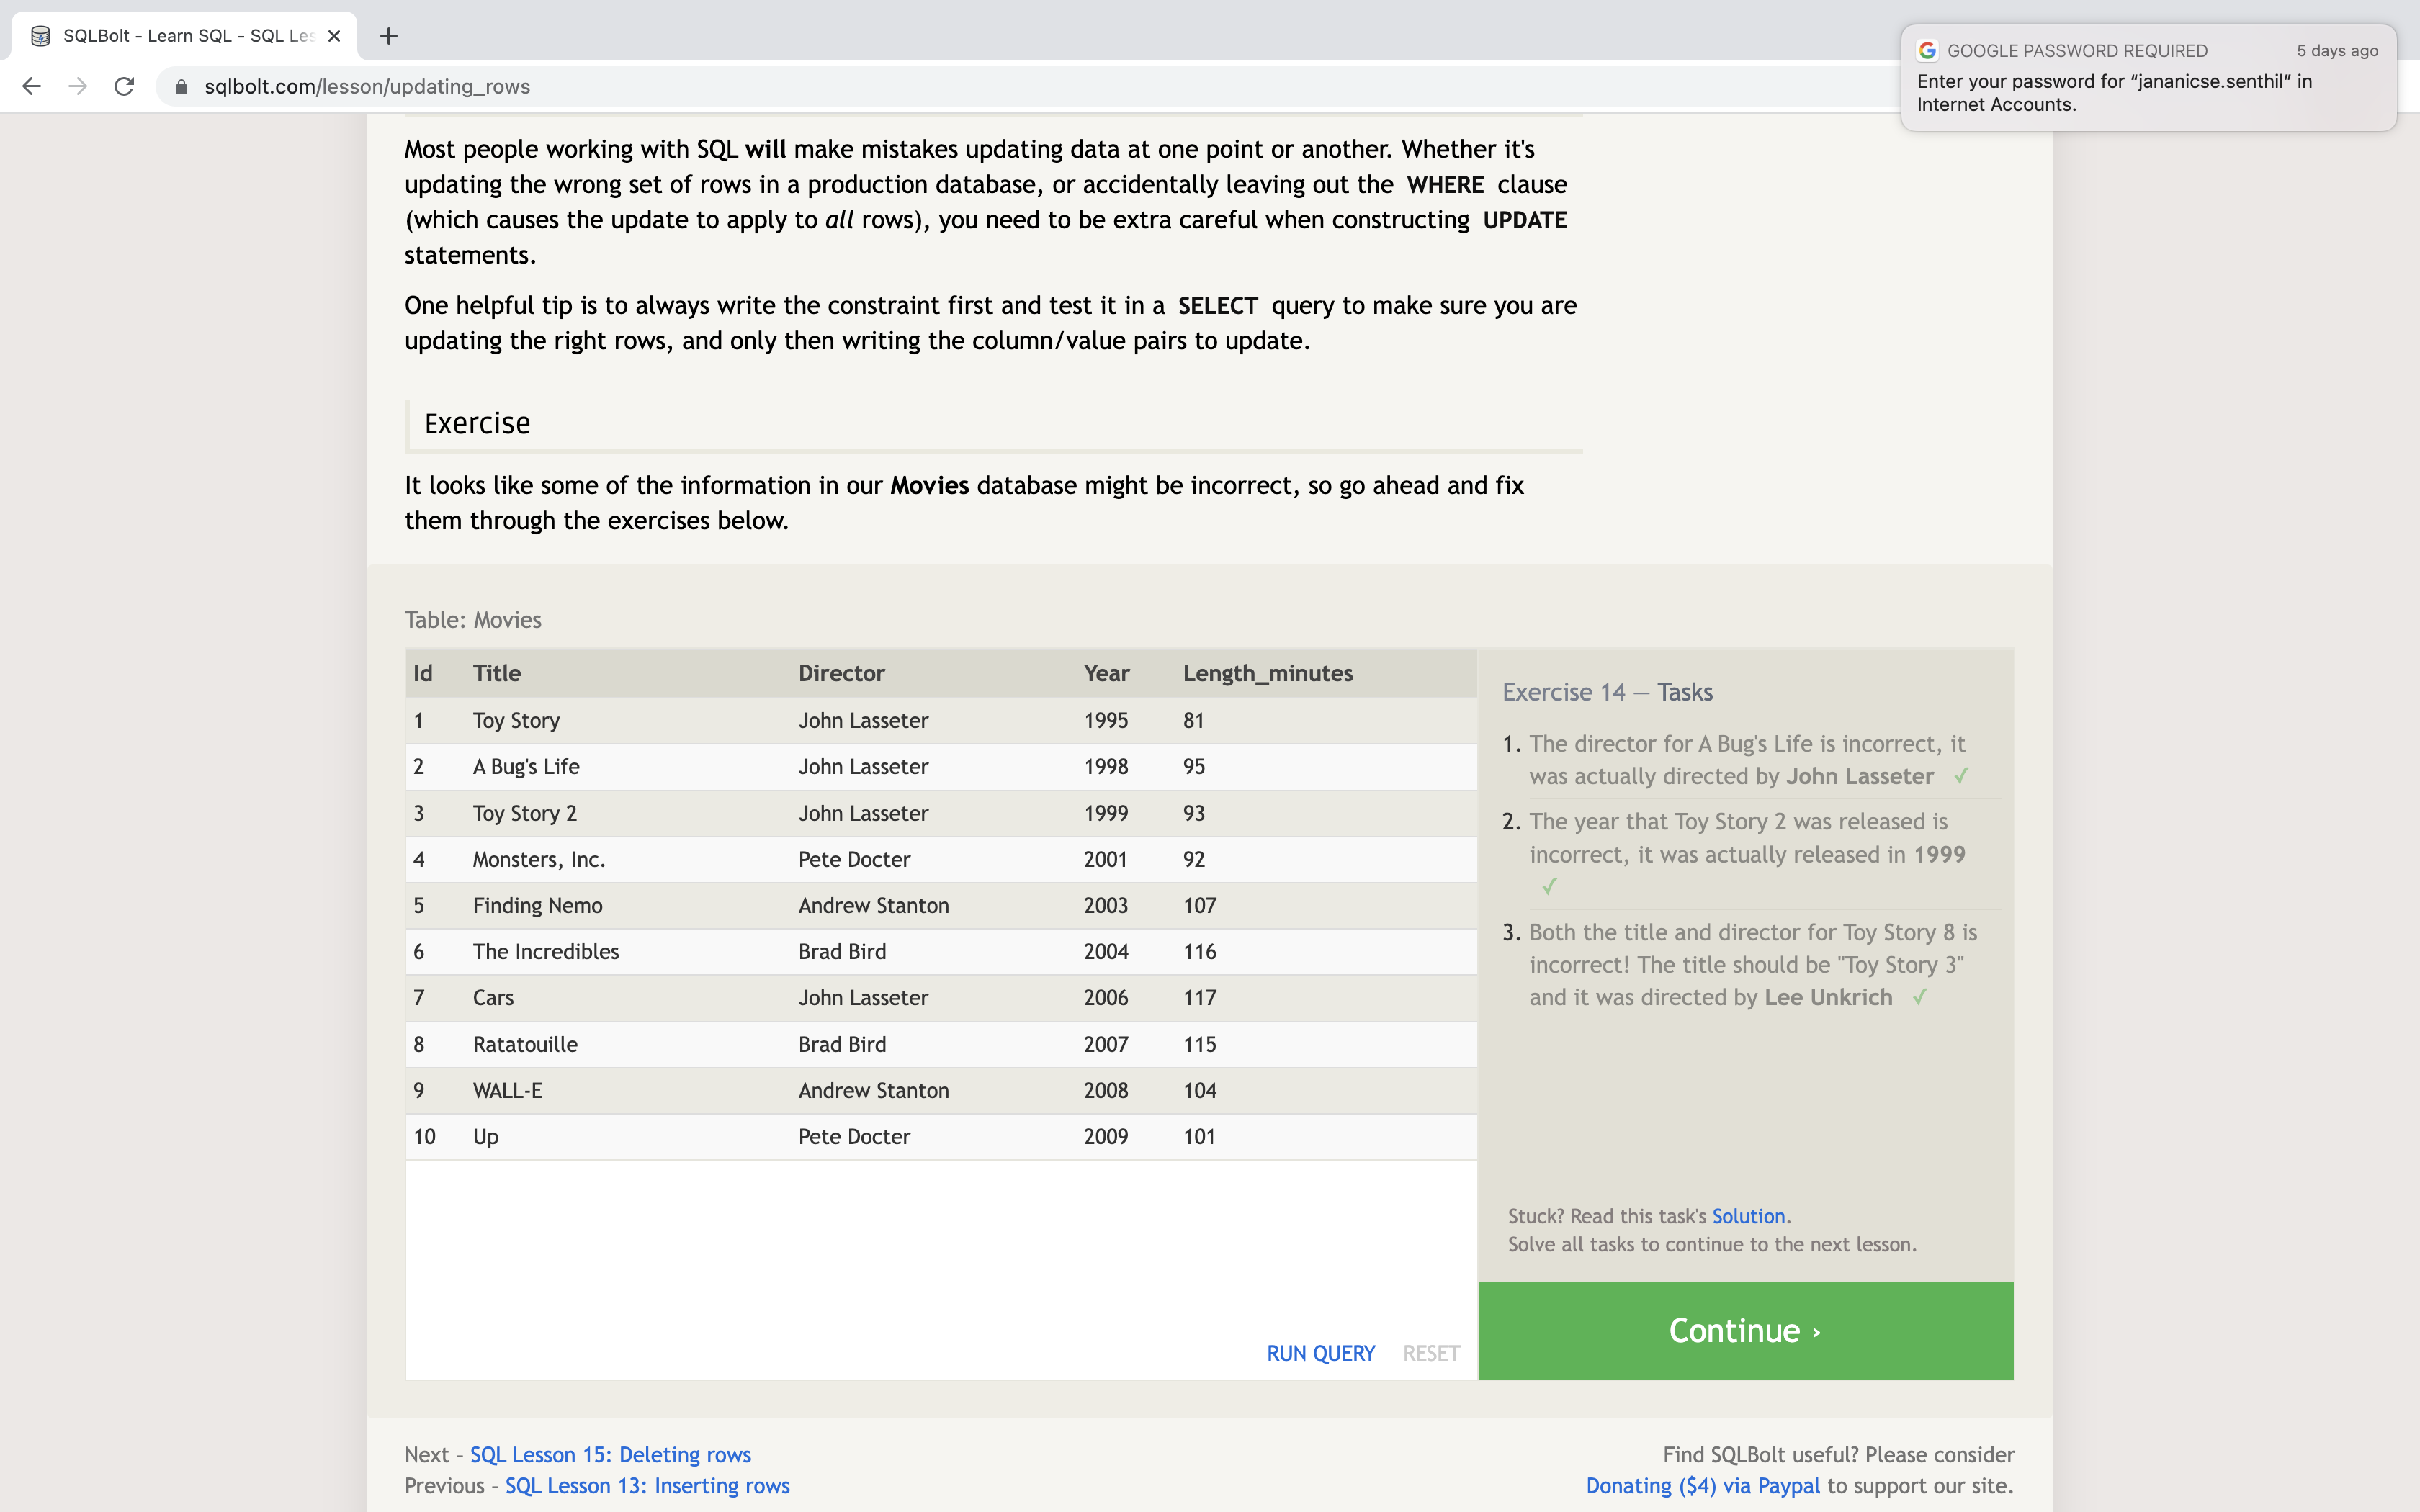 SQLBolt - Learn SQL - SQL Les
GOOGLE PASSWORD REQUIRED 5 days ago
Enter your password for “jananicse.senthil” in
Internet Accounts.
sqlbolt.com/lesson/updating_rows
Most people working with SQL will make mistakes updating data at one point or another. Whether it's
updating the wrong set of rows in a production database, or accidentally leaving out the WHERE clause
(which causes the update to apply to all rows), you need to be extra careful when constructing UPDATE
statements.
One helpful tip is to always write the constraint first and test it in a SELECT query to make sure you are
updating the right rows, and only then writing the column/value pairs to update.
Exercise
It looks like some of the information in our Movies database might be incorrect, so go ahead and fix
them through the exercises below.
Table: Movies
Id Title Director Year Length_minutes
1 Toy Story John Lasseter 1995 81
2 A Bug's Life John Lasseter 1998 95
3 Toy Story 2 John Lasseter 1999 93
4 Monsters, Inc. Pete Docter 2001 92
5 Finding Nemo Andrew Stanton 2003 107
6 The Incredibles Brad Bird 2004 116
7 Cars John Lasseter 2006 117
8 Ratatouille Brad Bird 2007 115
9 WALL-E Andrew Stanton 2008 104
10 Up Pete Docter 2009 101
RUN QUERY RESET
Exercise 14 — Tasks
1. The director for A Bug's Life is incorrect, it
was actually directed by John Lasseter ✓
2. The year that Toy Story 2 was released is
incorrect, it was actually released in 1999
✓
3. Both the title and director for Toy Story 8 is
incorrect! The title should be "Toy Story 3"
and it was directed by Lee Unkrich ✓
Stuck? Read this task's Solution.
Solve all tasks to continue to the next lesson.
Continue ›
Next – SQL Lesson 15: Deleting rows
Previous – SQL Lesson 13: Inserting rows
Find SQLBolt useful? Please consider
Donating ($4) via Paypal to support our site.